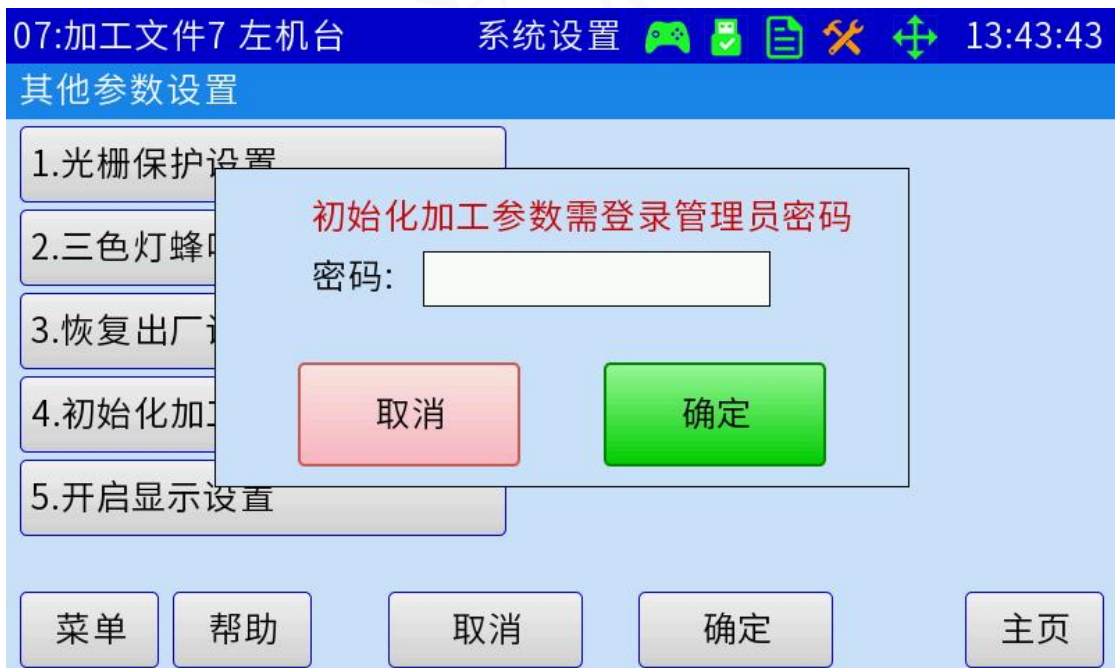 07:加工文件7 左机台 系统设置 13:43:43
其他参数设置
1.光栅保护设置
初始化加工参数需登录管理员密码
2.三色灯蜂
密码:
3.恢复出厂
取消 确定
4.初始化加
5.开启显示设置
菜单 帮助 取消 确定 主页